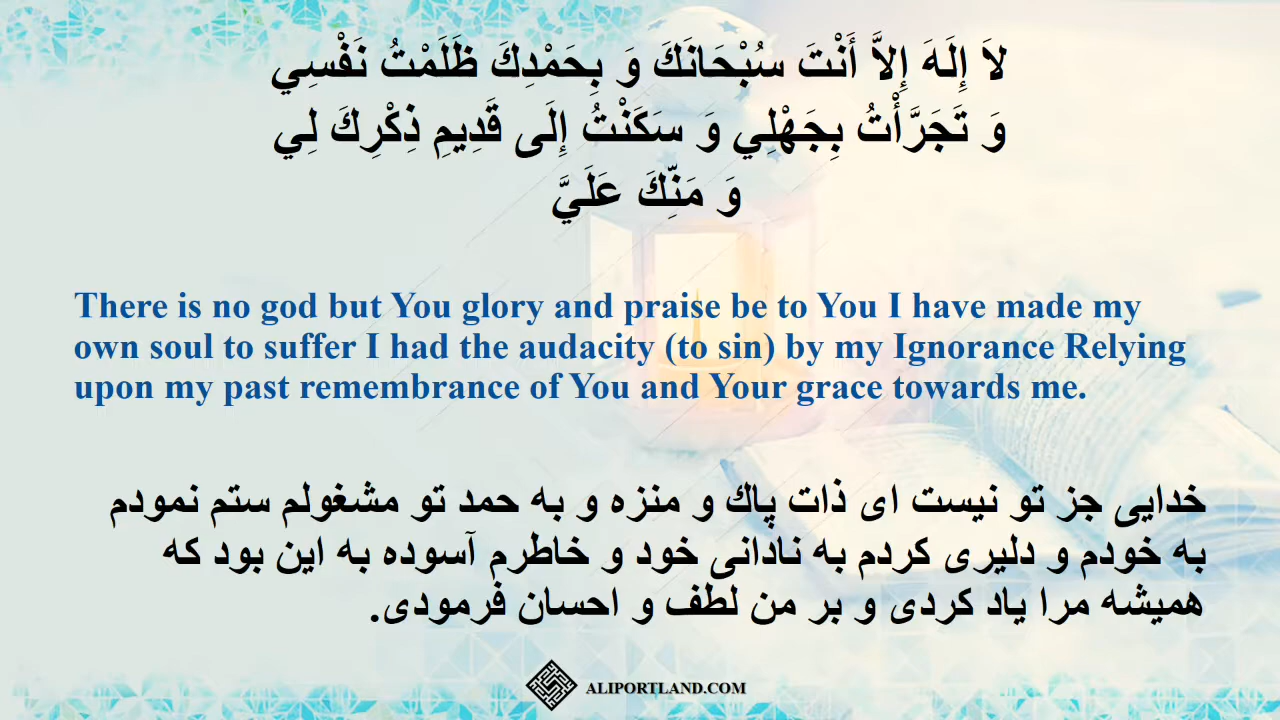 لاَ إِلَهَ إِلاَّ أَنْتَ سُبْحَانَكَ وَ بِحَمْدِكَ ظَلَمْتُ نَفْسِي
وَ تَجَرَّأْتُ بِجَهْلِي وَ سَكَنْتُ إِلَى قَدِيمِ ذِكْرِكَ لِي
وَ مَنِّكَ عَلَيَّ
There is no god but You glory and praise be to You I have made my
own soul to suffer I had the audacity (to sin) by my Ignorance Relying
upon my past remembrance of You and Your grace towards me.
خدایی جز تو نیست ای ذات پاك و منزه و به حمد تو مشغولم ستم نمودم
به خودم و دلیری کردم به نادانی خود و خاطرم آسوده به این بود که
همیشه مرا یاد کردی و بر من لطف و احسان فرمودی.
ALIPORTLAND.COM